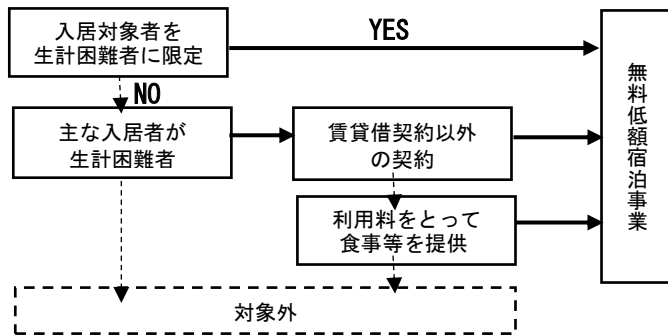 入居対象者を
生計困難者に限定
YES
NO
主な入居者が
生計困難者
賃貸借契約以外
の契約
利用料をとって
食事等を提供
対象外
無料低額宿泊事業